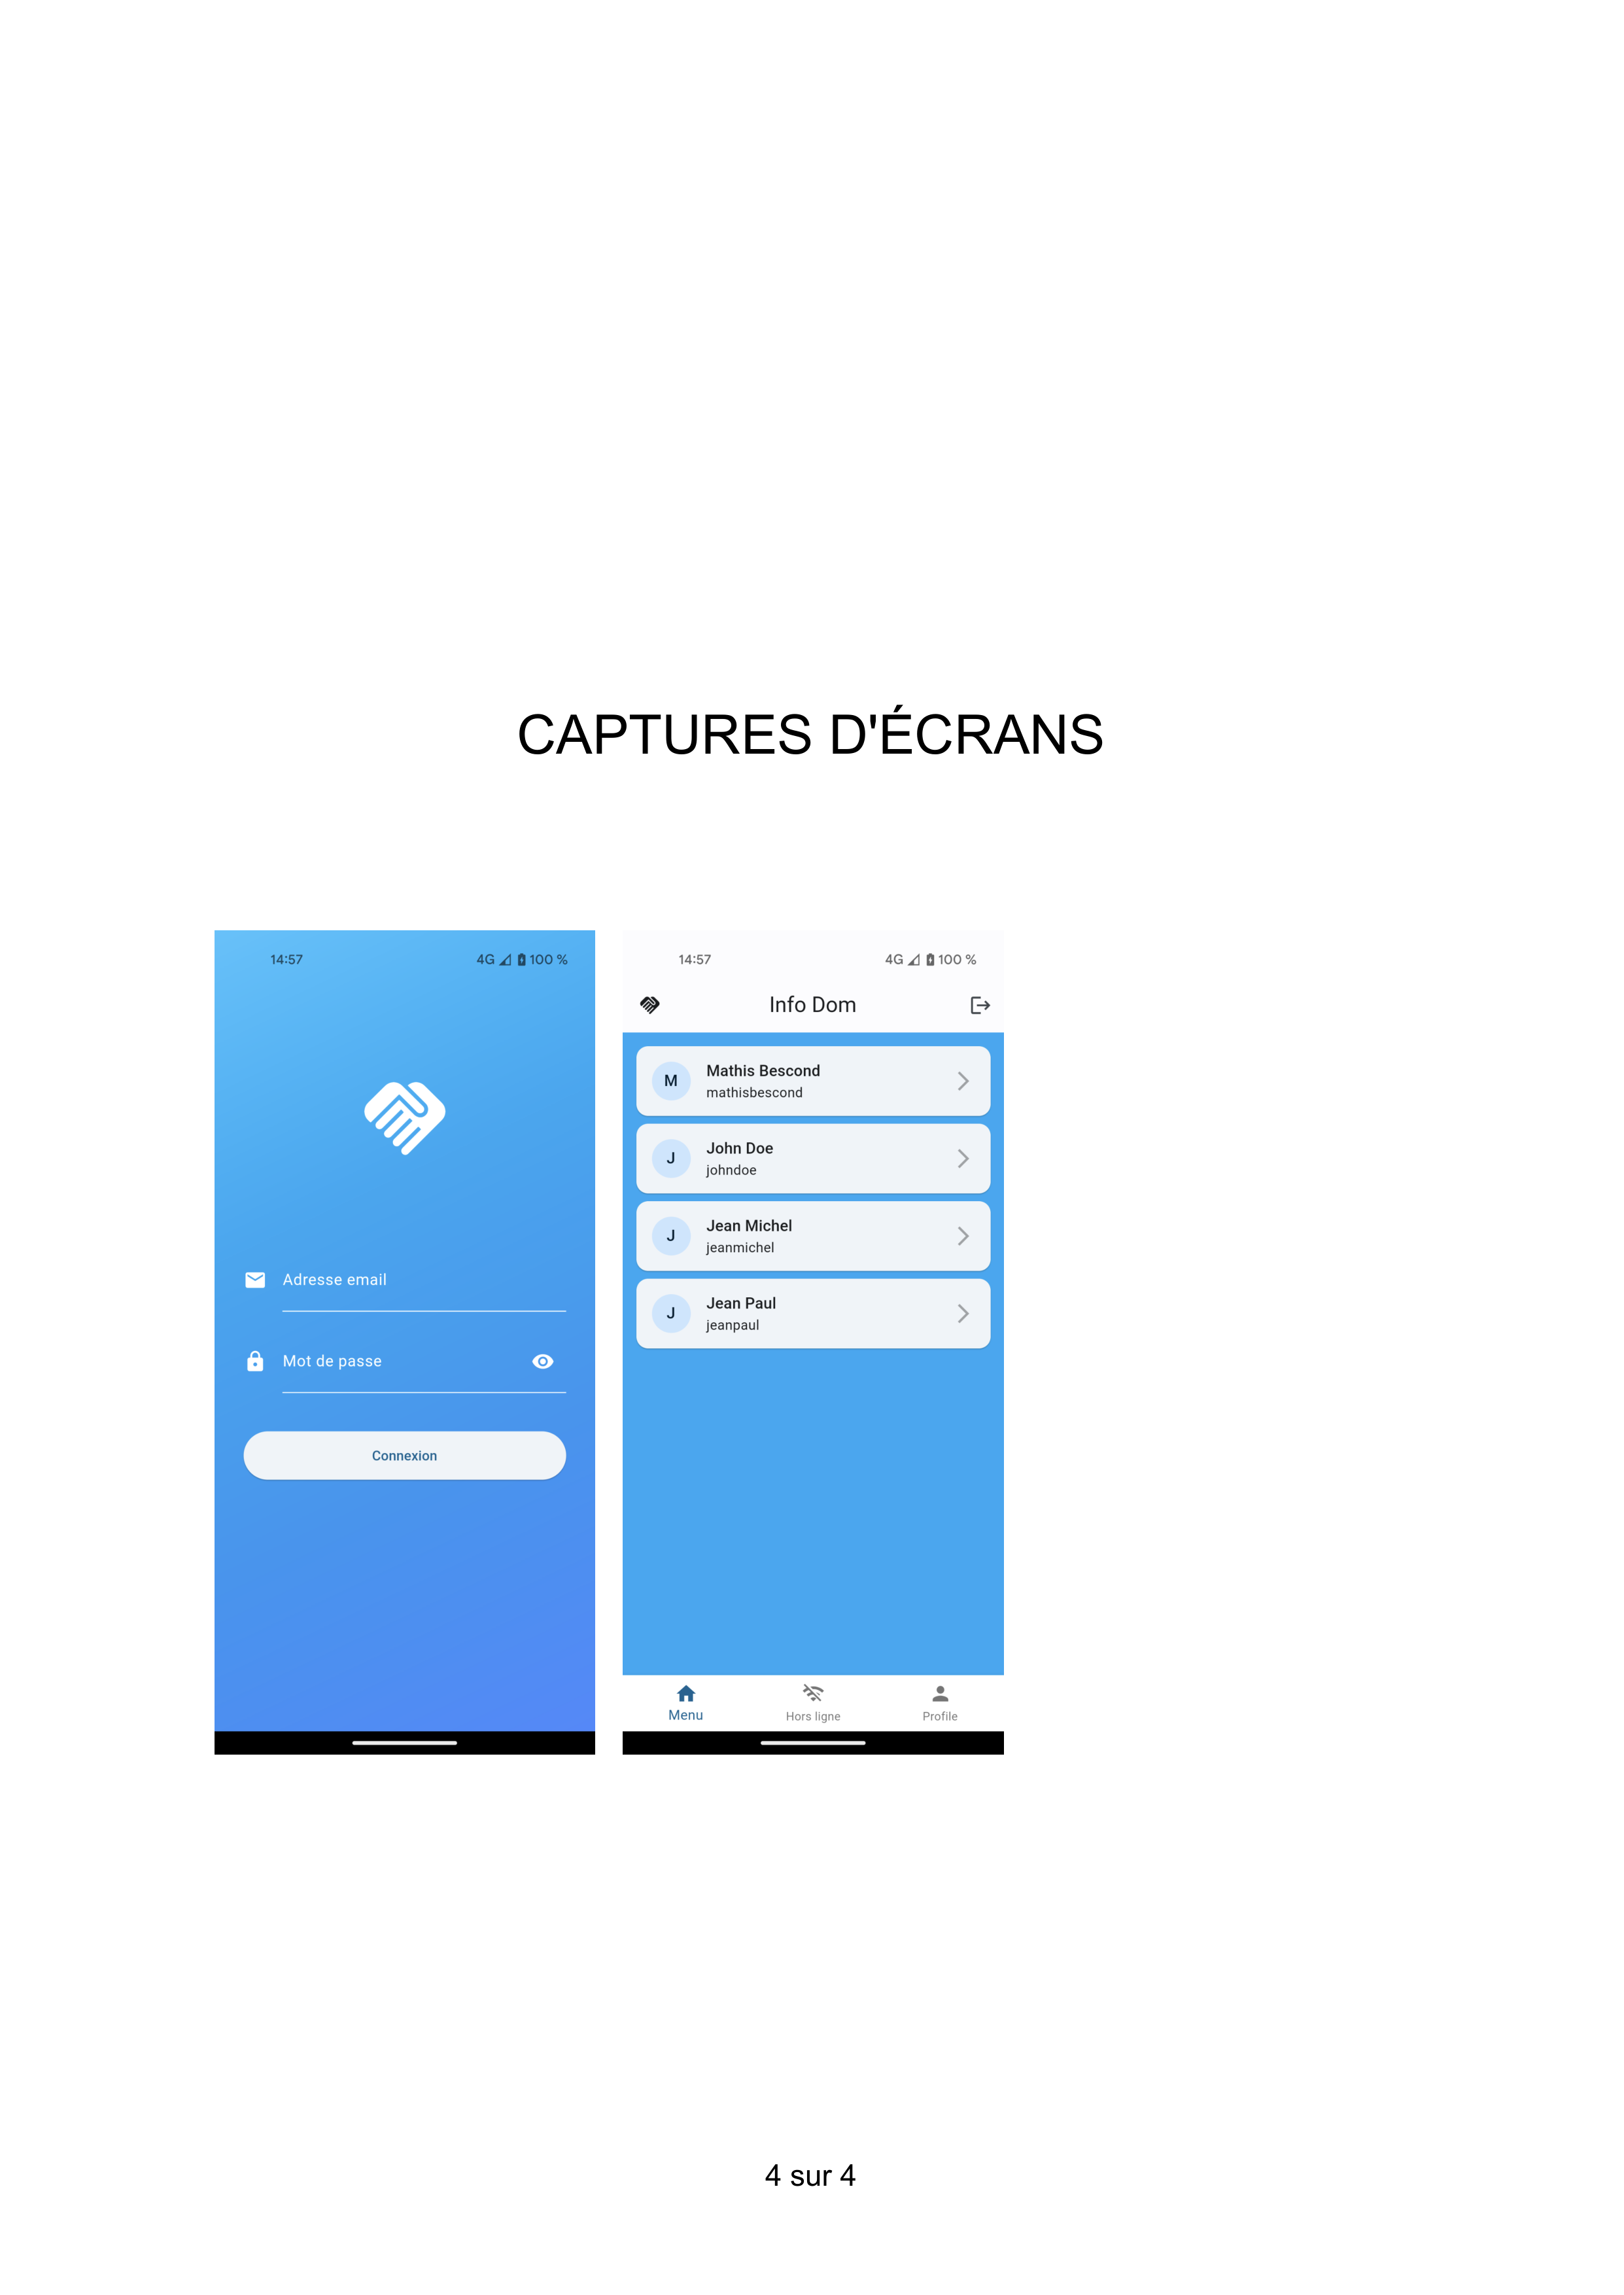 CAPTURES D'ÉCRANS
14:57
4G 100 %
Adresse email
Mot de passe
Connexion
14:57
4G 100 %
Info Dom
M
Mathis Bescond
mathisbescond
J
John Doe
johndoe
J
Jean Michel
jeanmichel
J
Jean Paul
jeanpaul
Menu
Hors ligne
Profile
4 sur 4